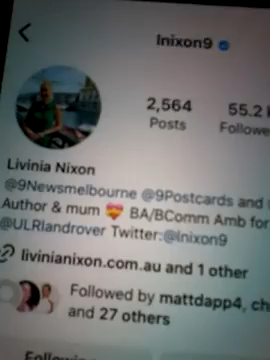 lnixon9
2,564 55.2
Posts Followe
Livinia Nixon
@9Newsmelbourne @9Postcards and
Author & mum 💝 BA/BComm Amb for
@ULRlandrover Twitter:@lnixon9
livinianixon.com.au and 1 other
Followed by mattdapp4, ch
and 27 others